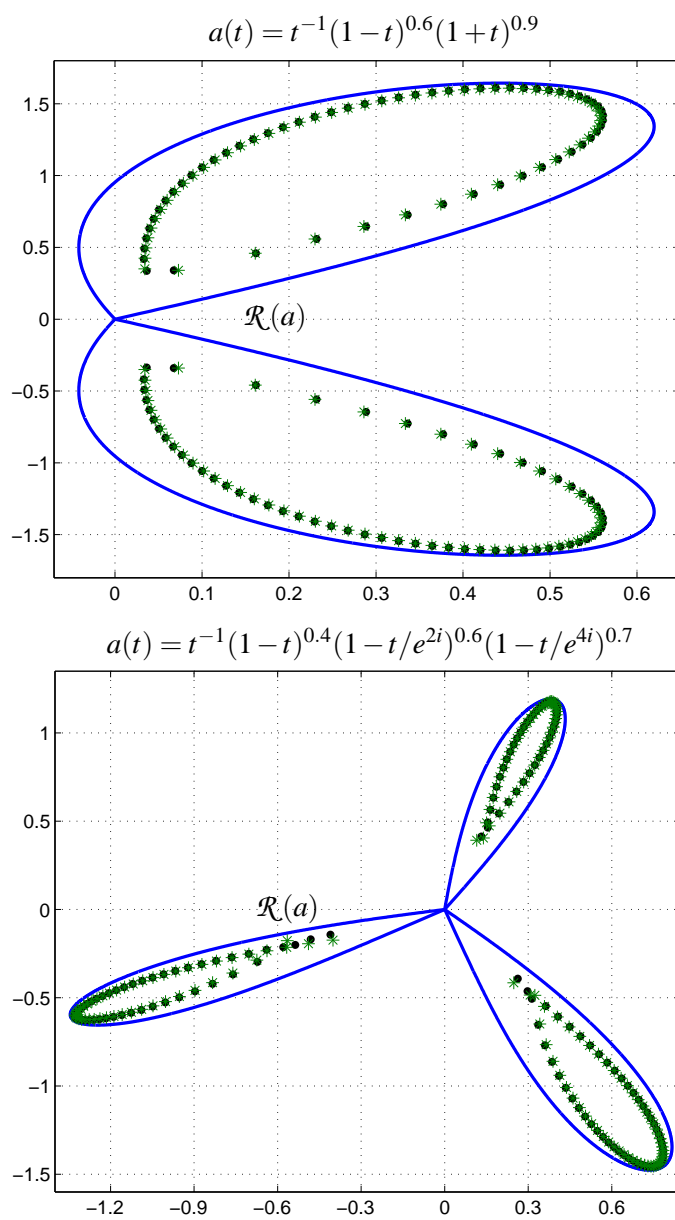 a(t) = t⁻¹(1−t)⁰·⁶(1+t)⁰·⁹
1.5
1
0.5
0
−0.5
−1
−1.5
ℛ(a)
0 0.1 0.2 0.3 0.4 0.5 0.6
a(t) = t⁻¹(1−t)⁰·⁴(1−t/e²ⁱ)⁰·⁶(1−t/e⁴ⁱ)⁰·⁷
1
0.5
0
−0.5
−1
−1.5
ℛ(a)
−1.2 −0.9 −0.6 −0.3 0 0.3 0.6